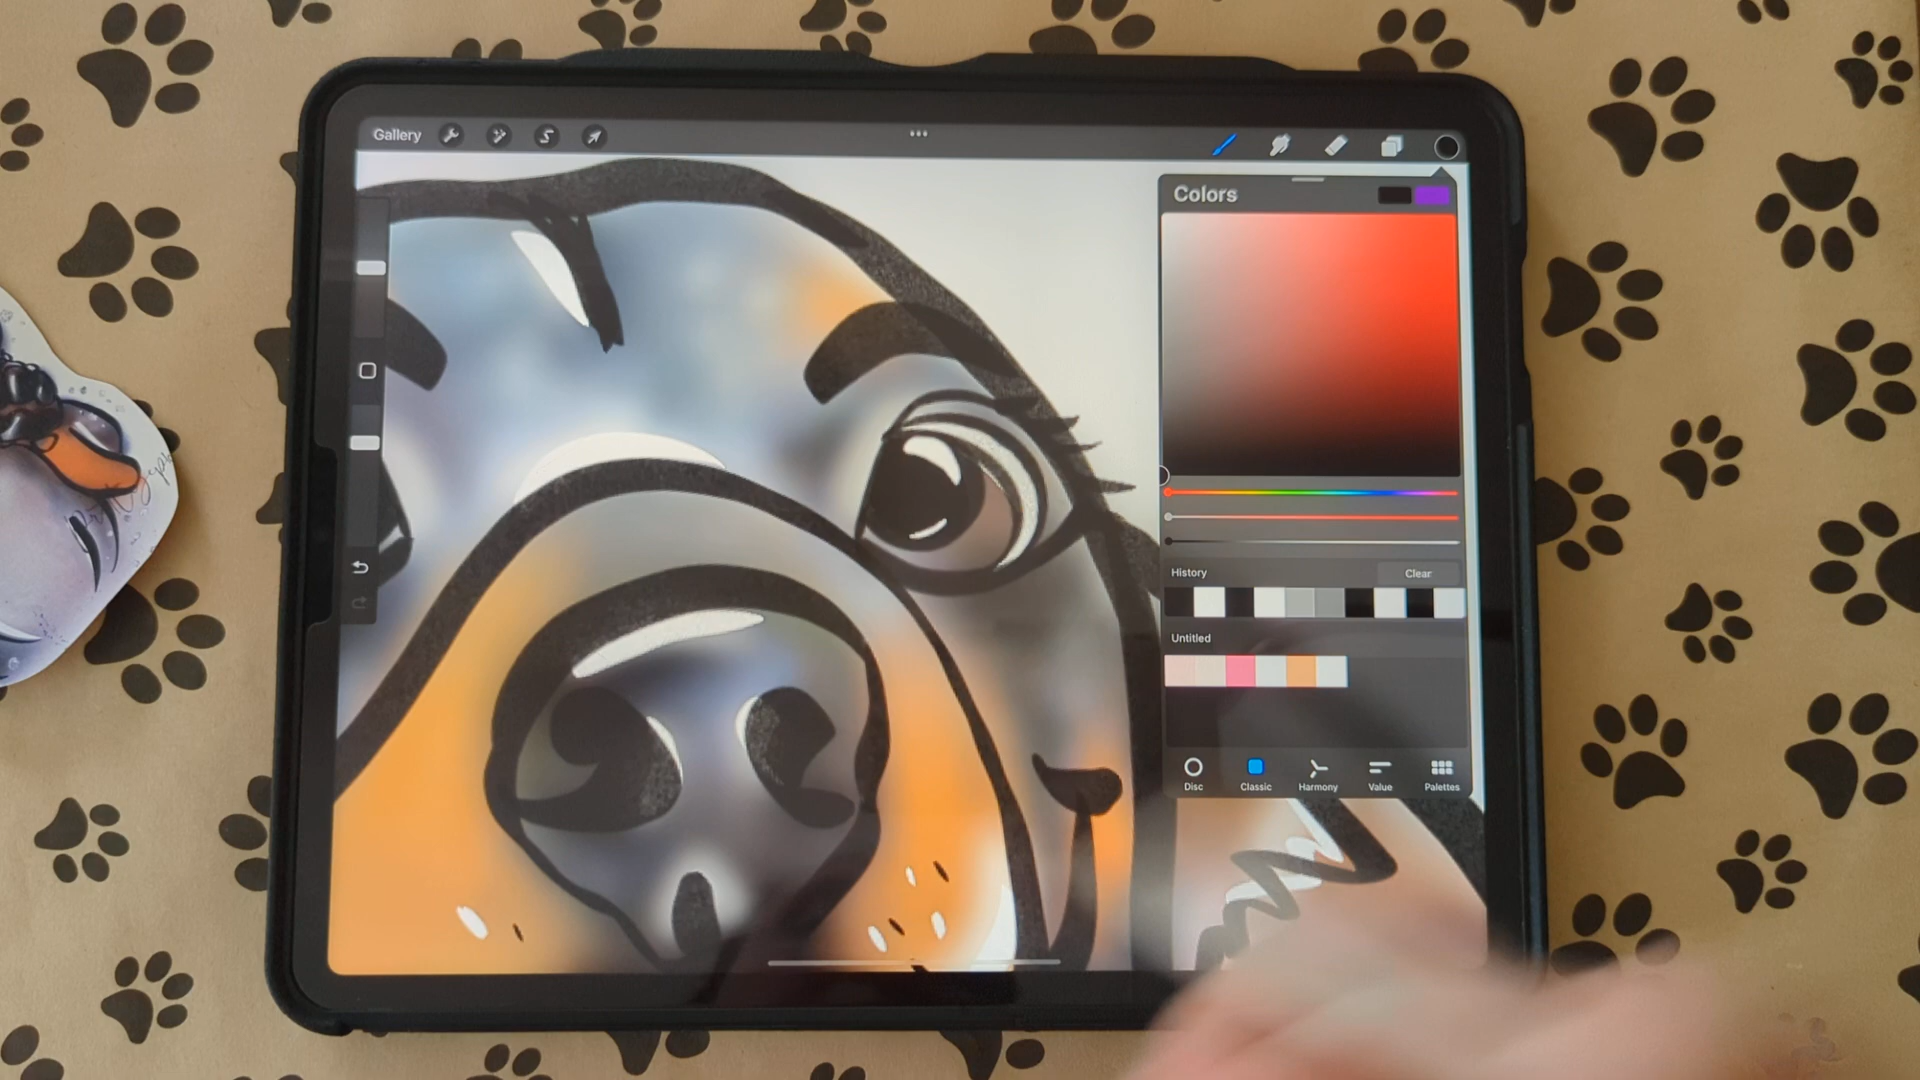 Gallery
Colors
History
Clear
Untitled
Disc
Classic
Harmony
Value
Palettes